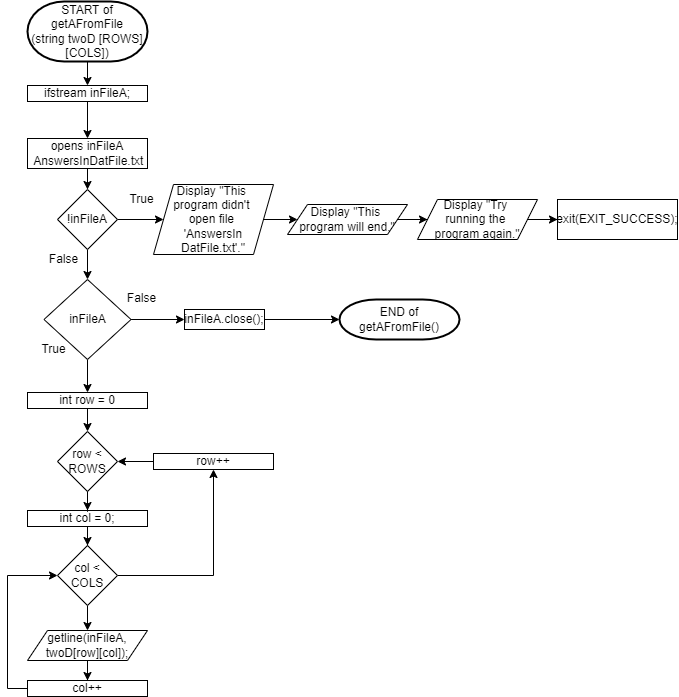 START of
getAFromFile
(string twoD [ROWS]
[COLS])
ifstream inFileA;
opens inFileA
AnswersInDatFile.txt
!inFileA
True
Display "This
program didn't
open file
'AnswersIn
DatFile.txt'."
Display "This
program will end."
Display "Try
running the
program again."
exit(EXIT_SUCCESS);
False
inFileA
False
inFileA.close();
END of
getAFromFile()
True
int row = 0
row <
ROWS
row++
int col = 0;
col <
COLS
getline(inFileA,
twoD[row][col]);
col++